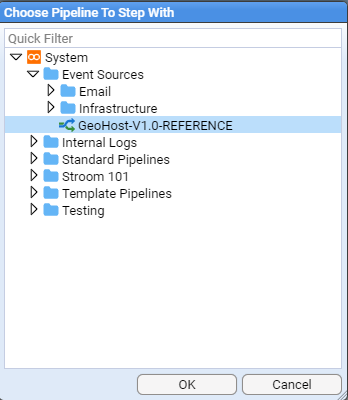 Choose Pipeline To Step With
Quick Filter
System
Event Sources
Email
Infrastructure
GeoHost-V1.0-REFERENCE
Internal Logs
Standard Pipelines
Stroom 101
Template Pipelines
Testing
OK Cancel